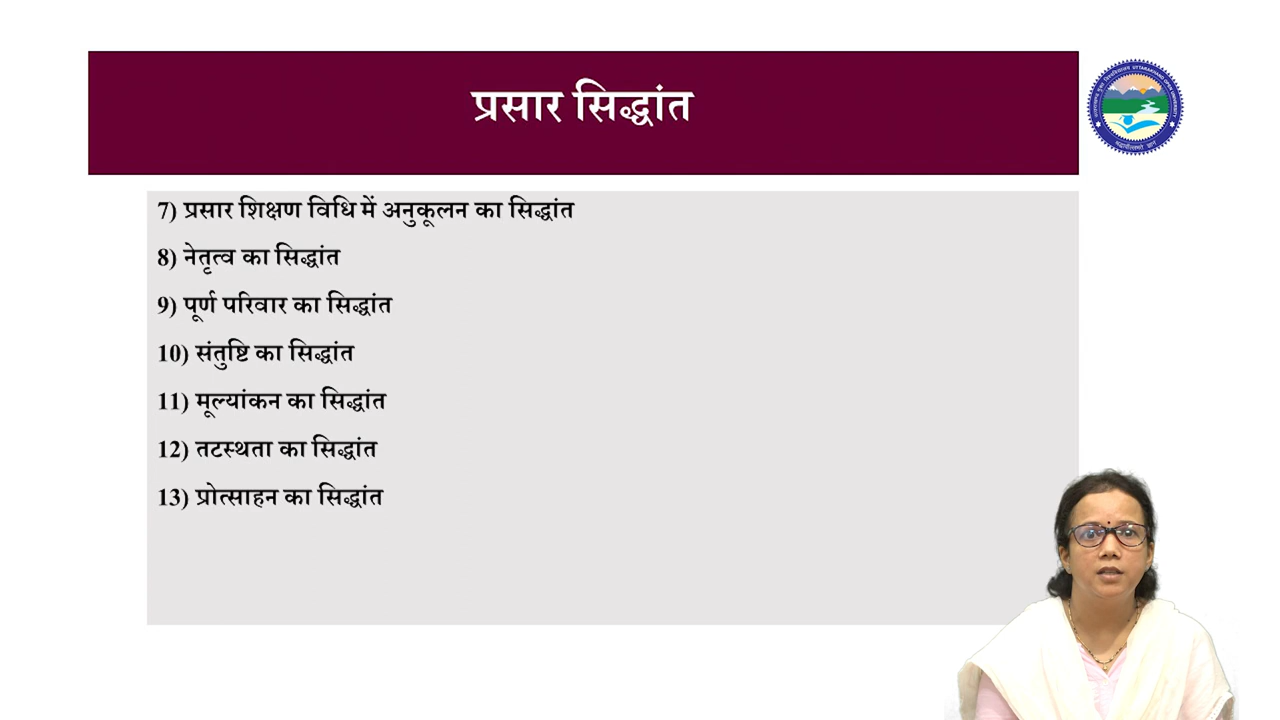 प्रसार सिद्धांत
7) प्रसार शिक्षण विधि में अनुकूलन का सिद्धांत
8) नेतृत्व का सिद्धांत
9) पूर्ण परिवार का सिद्धांत
10) संतुष्टि का सिद्धांत
11) मूल्यांकन का सिद्धांत
12) तटस्थता का सिद्धांत
13) प्रोत्साहन का सिद्धांत